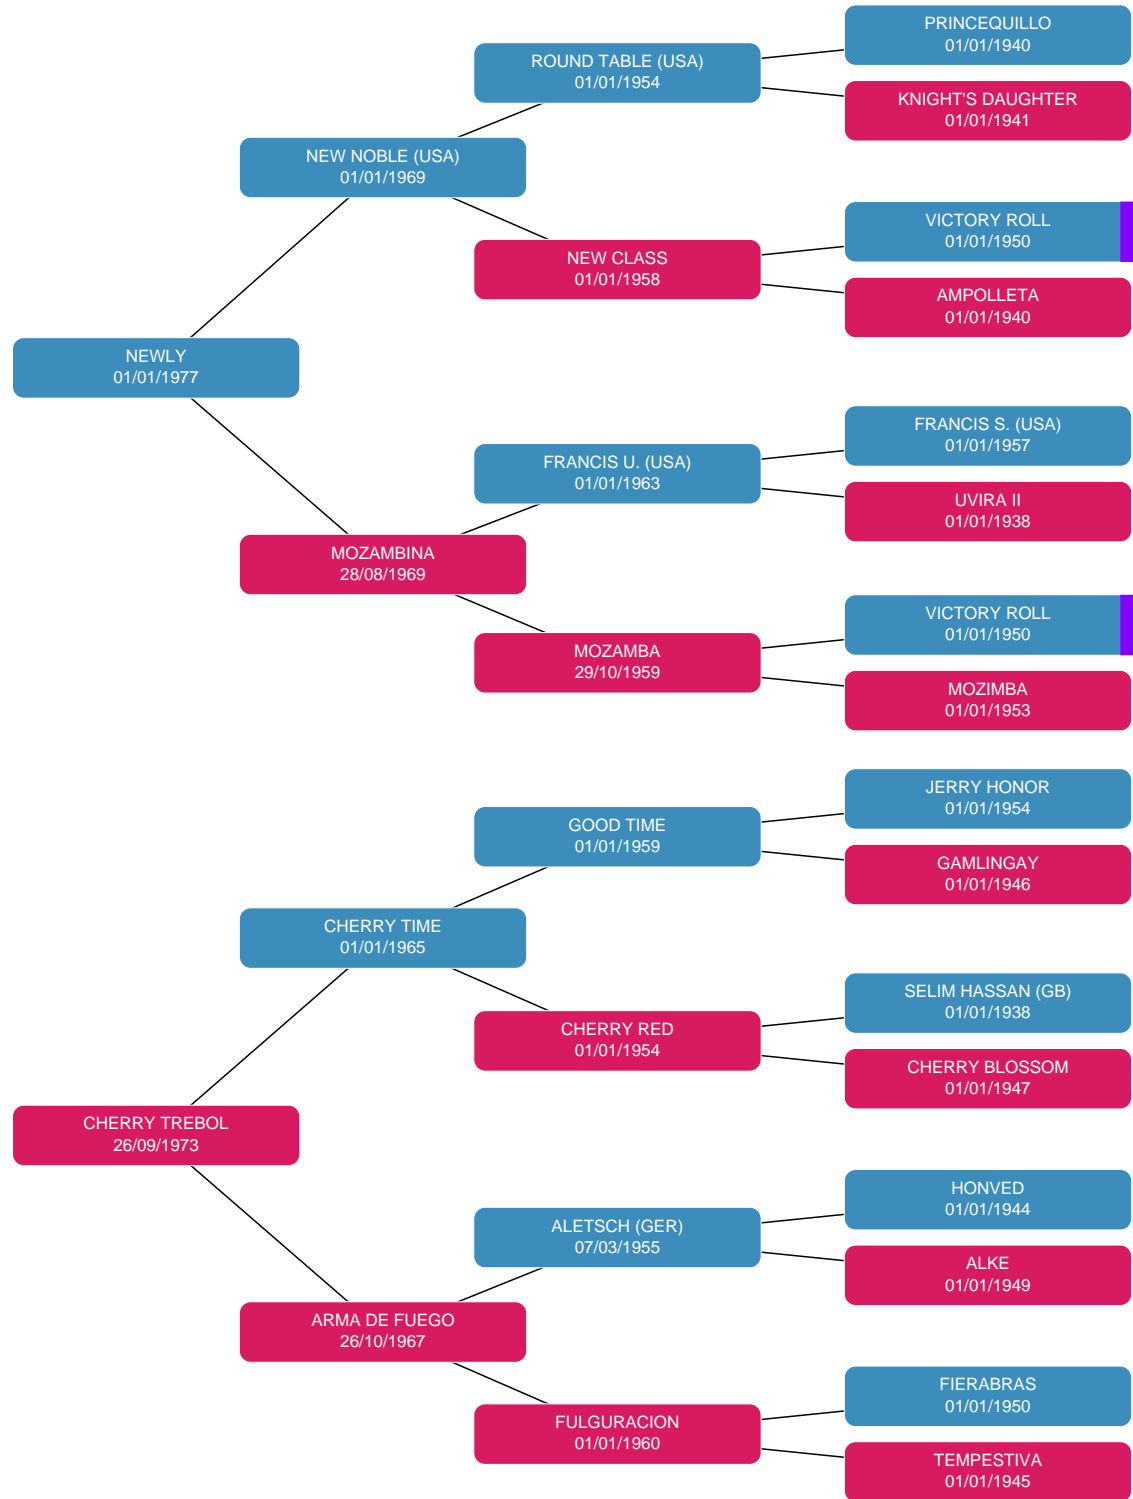 PRINCEQUILLO
01/01/1940
ROUND TABLE (USA)
01/01/1954
KNIGHT'S DAUGHTER
01/01/1941
NEW NOBLE (USA)
01/01/1969
VICTORY ROLL
01/01/1950
NEW CLASS
01/01/1958
AMPOLLETA
01/01/1940
NEWLY
01/01/1977
FRANCIS S. (USA)
01/01/1957
FRANCIS U. (USA)
01/01/1963
UVIRA II
01/01/1938
MOZAMBINA
28/08/1969
VICTORY ROLL
01/01/1950
MOZAMBA
29/10/1959
MOZIMBA
01/01/1953
JERRY HONOR
01/01/1954
GOOD TIME
01/01/1959
GAMLINGAY
01/01/1946
CHERRY TIME
01/01/1965
SELIM HASSAN (GB)
01/01/1938
CHERRY RED
01/01/1954
CHERRY BLOSSOM
01/01/1947
CHERRY TREBOL
26/09/1973
HONVED
01/01/1944
ALETSCH (GER)
07/03/1955
ALKE
01/01/1949
ARMA DE FUEGO
26/10/1967
FIERABRAS
01/01/1950
FULGURACION
01/01/1960
TEMPESTIVA
01/01/1945